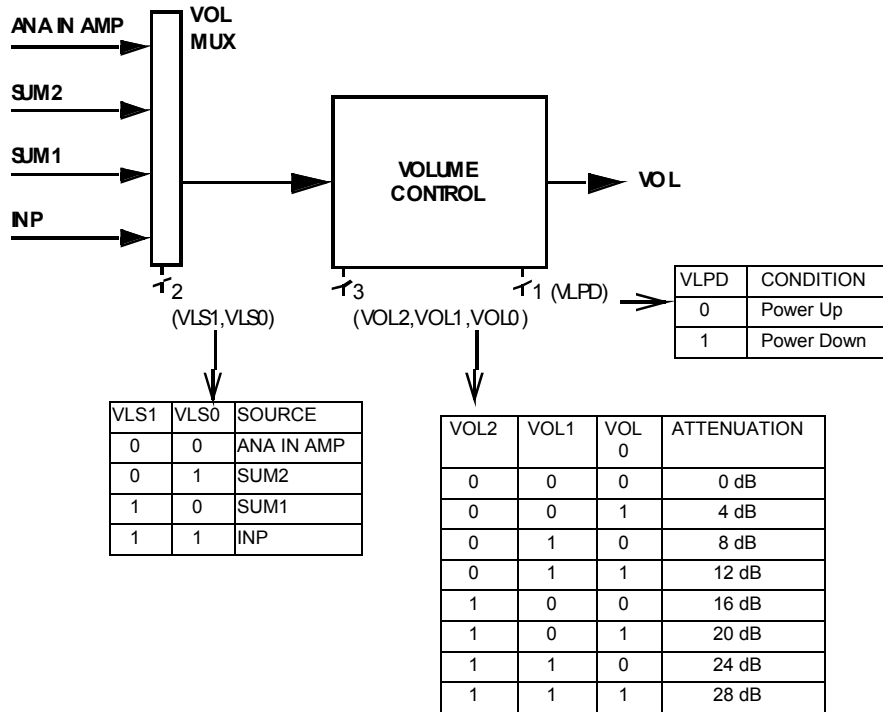 ANA IN AMP
VOL
MUX
SUM2
SUM1
INP
VOLUME
CONTROL
VOL
2
(VLS1,VLS0)
3
(VOL2,VOL1,VOL0)
1 (VLPD)
VLPD CONDITION
0 Power Up
1 Power Down
VLS1 VLS0 SOURCE
0 0 ANA IN AMP
0 1 SUM2
1 0 SUM1
1 1 INP
VOL2 VOL1 VOL ATTENUATION
0
0 0 0 0 dB
0 0 1 4 dB
0 1 0 8 dB
0 1 1 12 dB
1 0 0 16 dB
1 0 1 20 dB
1 1 0 24 dB
1 1 1 28 dB